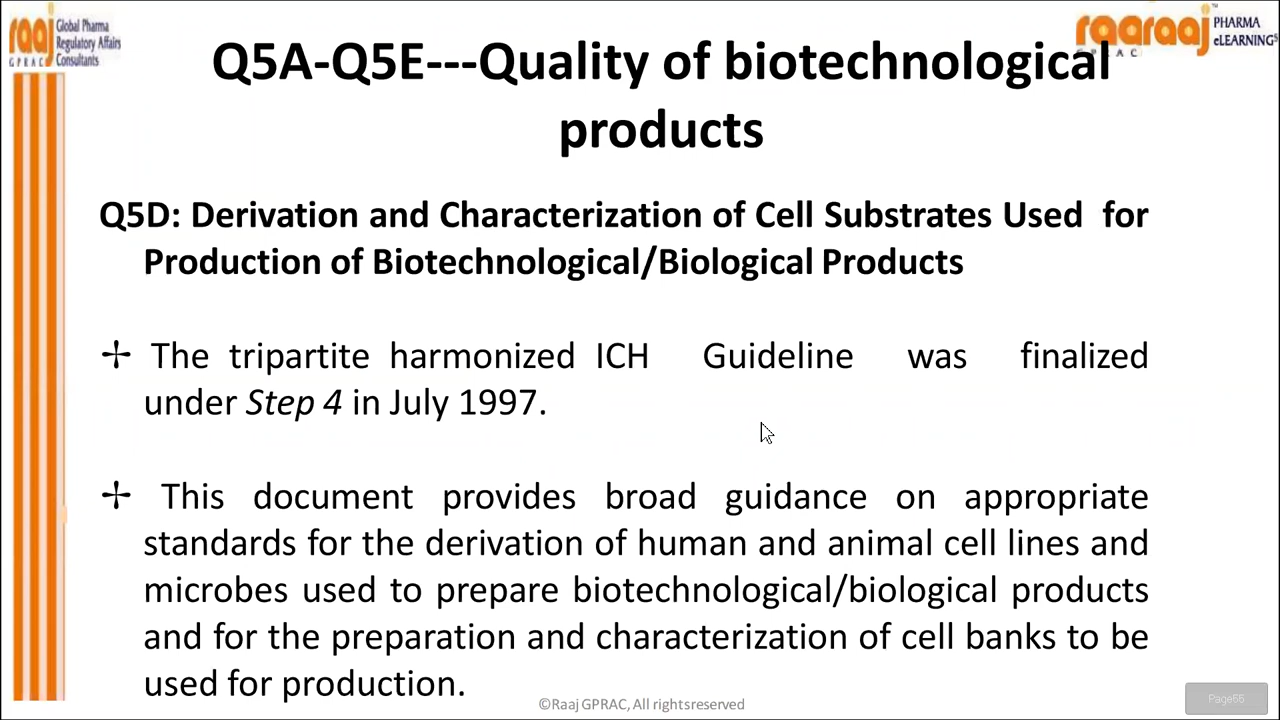 raaj Global Pharma
Regulatory Affairs
GPRAC Consultants
raaraaj™ PHARMA
eLEARNING
Q5A-Q5E---Quality of biotechnological
products
Q5D: Derivation and Characterization of Cell Substrates Used for
Production of Biotechnological/Biological Products
✢ The tripartite harmonized ICH Guideline was finalized
under Step 4 in July 1997.
✢ This document provides broad guidance on appropriate
standards for the derivation of human and animal cell lines and
microbes used to prepare biotechnological/biological products
and for the preparation and characterization of cell banks to be
used for production.
©Raaj GPRAC, All rightsreserved
Page55